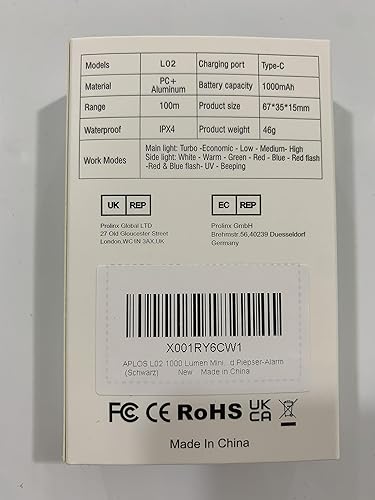 Models L02 Charging port Type-C
Material PC+ Aluminum Battery capacity 1000mAh
Range 100m Product size 67*35*15mm
Waterproof IPX4 Product weight 46g
Work Modes Main light: Turbo -Economic - Low - Medium- High
Side light: White - Warm - Green - Red - Blue - Red flash
-Red & Blue flash- UV - Beeping
UK REP
Prolinx Global LTD
27 Old Gloucester Street
London,WC1N 3AX,UK
EC REP
Prolinx GmbH
Brehmstr.56,40239 Duesseldorf
Germany
X001RY6CW1
APLOS L02 1000 Lumen Mini...d Piepser-Alarm
(Schwarz) New Made in China
FC CE RoHS UK CA
Made In China